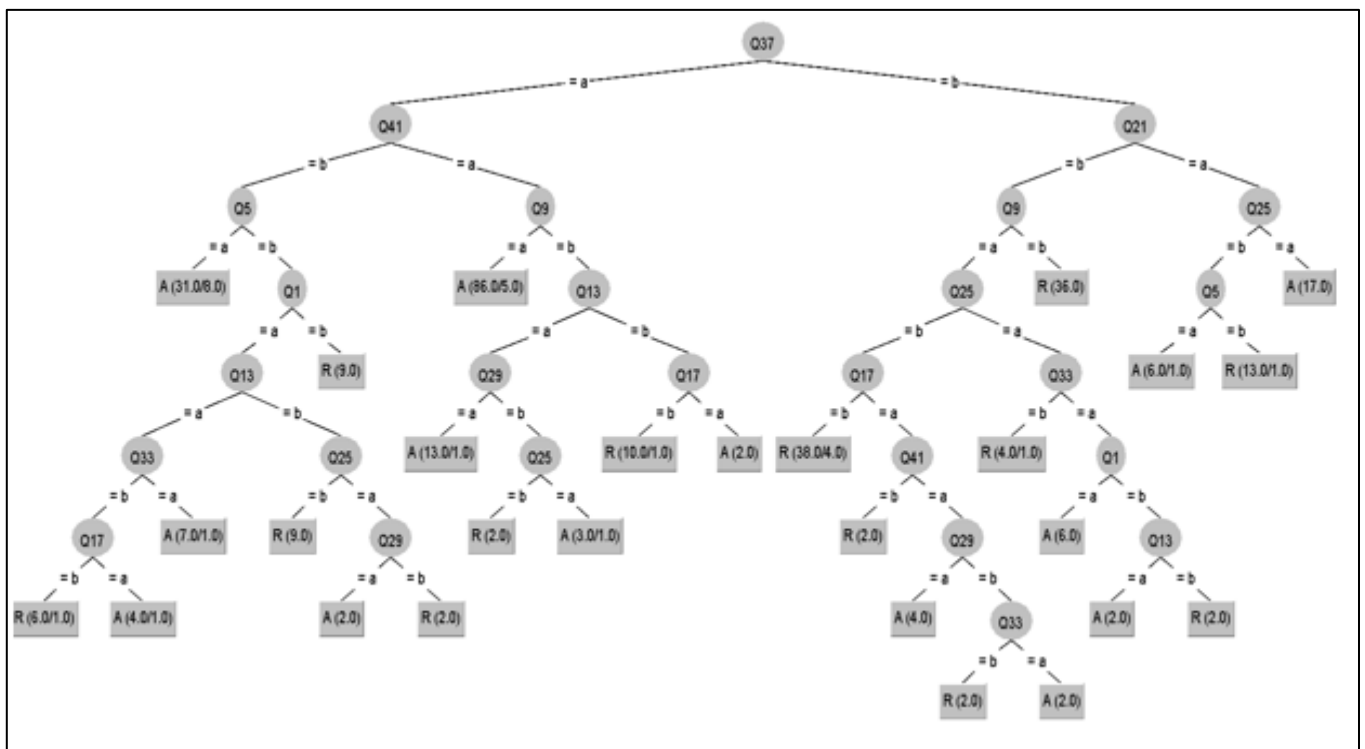 Q37
= a = b
Q41 Q21
= b = a = b = a
Q5 Q9 Q9 Q25
= a = b = a = b = a = b = b = a
A (31.0/8.0) Q1 A (86.0/5.0) Q13 Q25 R (36.0) Q5 A (17.0)
= a = b = a = b = b = a = a = b
Q13 R (9.0) Q29 Q17 Q17 Q33 A (6.0/1.0) R (13.0/1.0)
= a = b = a = b = b = a = b = a = b = a
Q33 Q25 A (13.0/1.0) Q25 R (10.0/1.0) A (2.0) R (38.0/4.0) Q41 R (4.0/1.0) Q1
= b = a = b = a = b = a = b = a = a = b
Q17 A (7.0/1.0) R (9.0) Q29 R (2.0) A (3.0/1.0) R (2.0) Q29 A (6.0) Q13
= b = a = a = b = a = b = a = b
R (6.0/1.0) A (4.0/1.0) A (2.0) R (2.0) A (4.0) Q33 A (2.0) R (2.0)
= b = a
R (2.0) A (2.0)